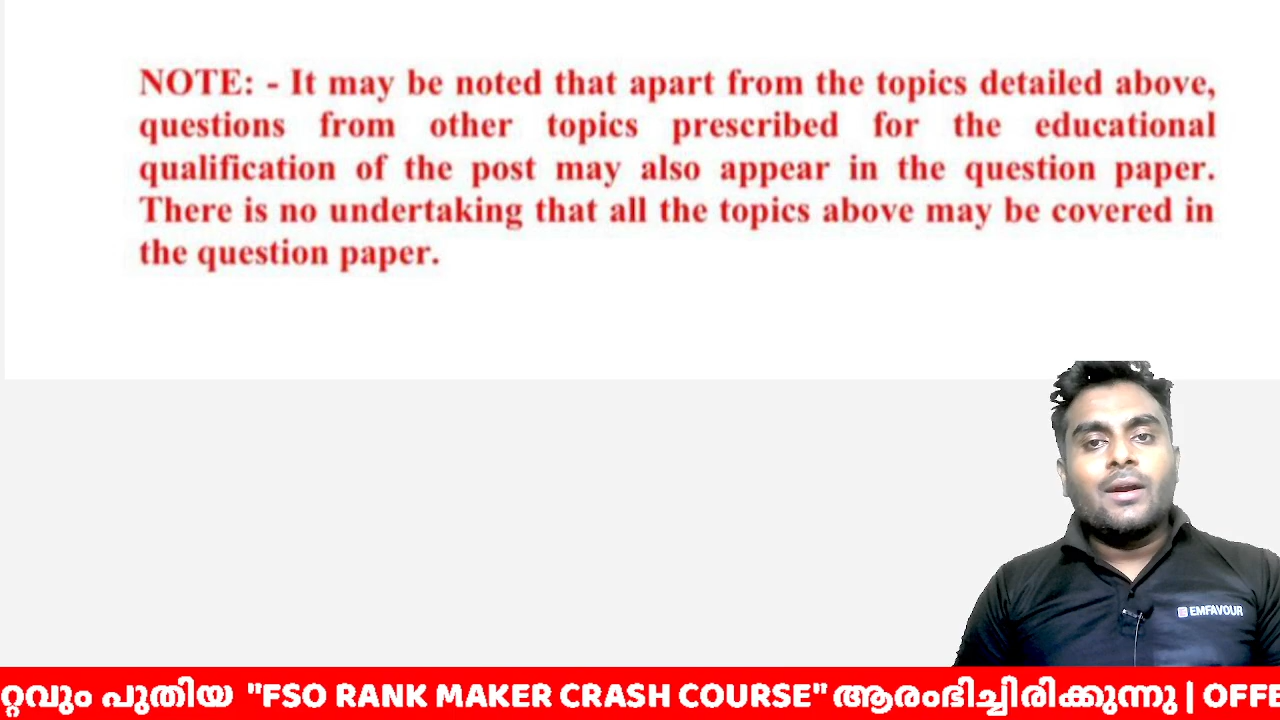 NOTE: - It may be noted that apart from the topics detailed above,
questions from other topics prescribed for the educational
qualification of the post may also appear in the question paper.
There is no undertaking that all the topics above may be covered in
the question paper.
EMFAVOUR
റ്റവും പുതിയ "FSO RANK MAKER CRASH COURSE" ആരംഭിച്ചിരിക്കുന്നു | OFFE